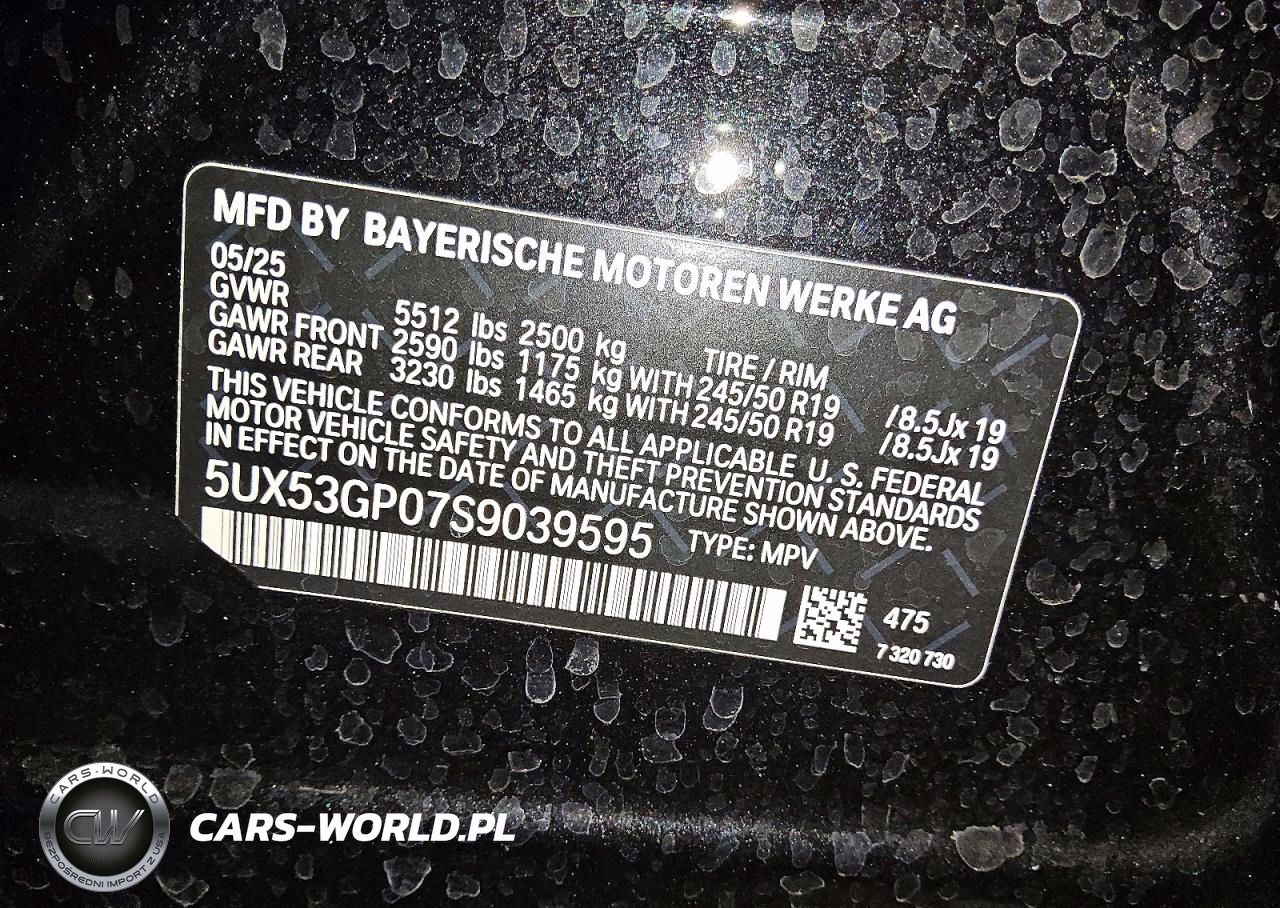 MFD BY BAYERISCHE MOTOREN WERKE AG
05/25
GVWR 5512 lbs 2500 kg TIRE / RIM
GAWR FRONT 2590 lbs 1175 kg WITH 245/50 R19 /8.5Jx 19
GAWR REAR 3230 lbs 1465 kg WITH 245/50 R19 /8.5Jx 19
THIS VEHICLE CONFORMS TO ALL APPLICABLE U. S. FEDERAL
MOTOR VEHICLE SAFETY AND THEFT PREVENTION STANDARDS
IN EFFECT ON THE DATE OF MANUFACTURE SHOWN ABOVE.
5UX53GP07S9039595 TYPE: MPV
475
7 320 730
CARS-WORLD
CW
BEZPOŚREDNI IMPORT Z USA
CARS-WORLD.PL